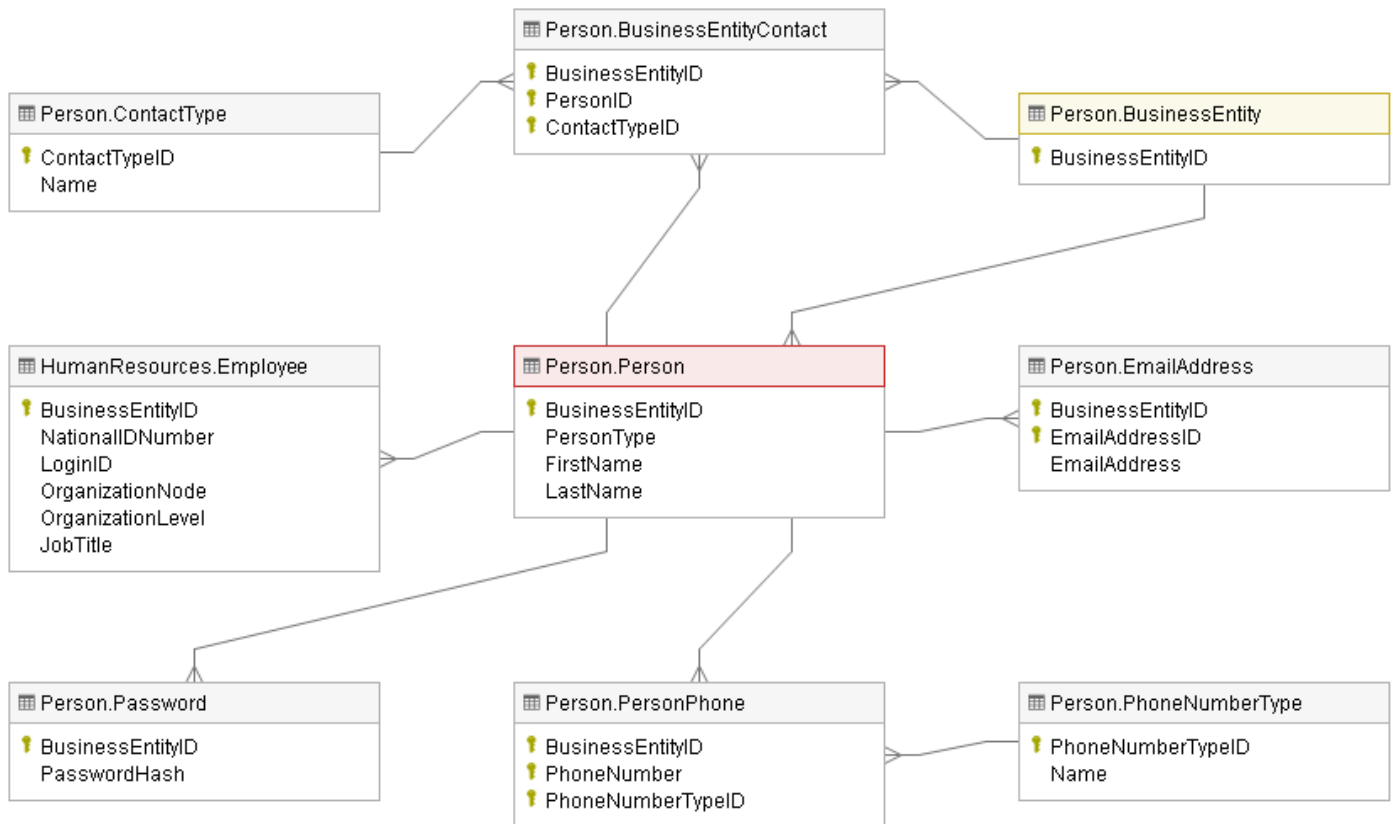 Person.BusinessEntityContact
BusinessEntityID
PersonID
ContactTypeID
Person.ContactType
ContactTypeID
Name
Person.BusinessEntity
BusinessEntityID
HumanResources.Employee
BusinessEntityID
NationalIDNumber
LoginID
OrganizationNode
OrganizationLevel
JobTitle
Person.Person
BusinessEntityID
PersonType
FirstName
LastName
Person.EmailAddress
BusinessEntityID
EmailAddressID
EmailAddress
Person.Password
BusinessEntityID
PasswordHash
Person.PersonPhone
BusinessEntityID
PhoneNumber
PhoneNumberTypeID
Person.PhoneNumberType
PhoneNumberTypeID
Name